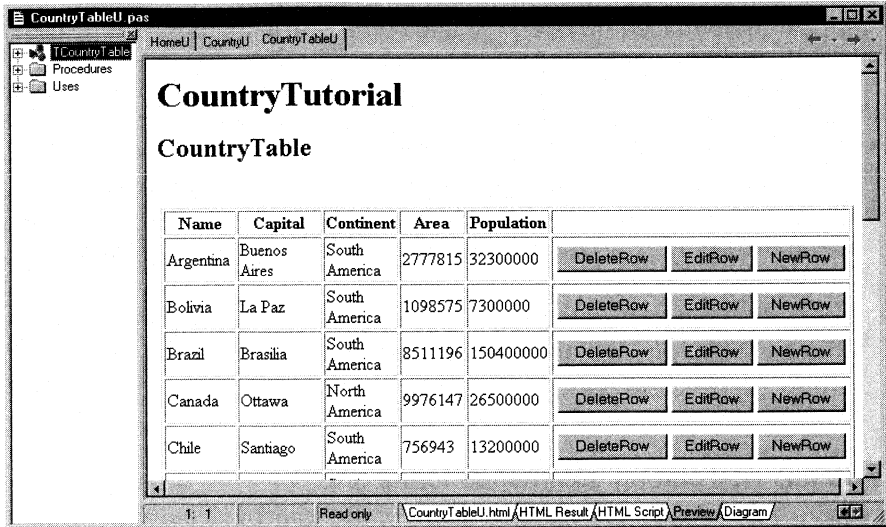 CountryTableU.pas
TCountryTable
Procedures
Uses
HomeU CountryU CountryTableU
CountryTutorial
CountryTable
Name Capital Continent Area Population
Argentina Buenos Aires South America 2777815 32300000 DeleteRow EditRow NewRow
Bolivia La Paz South America 1098575 7300000 DeleteRow EditRow NewRow
Brazil Brasilia South America 8511196 150400000 DeleteRow EditRow NewRow
Canada Ottawa North America 9976147 26500000 DeleteRow EditRow NewRow
Chile Santiago South America 756943 13200000 DeleteRow EditRow NewRow
1: 1 Read only CountryTableU.html HTML Result HTML Script Preview Diagram